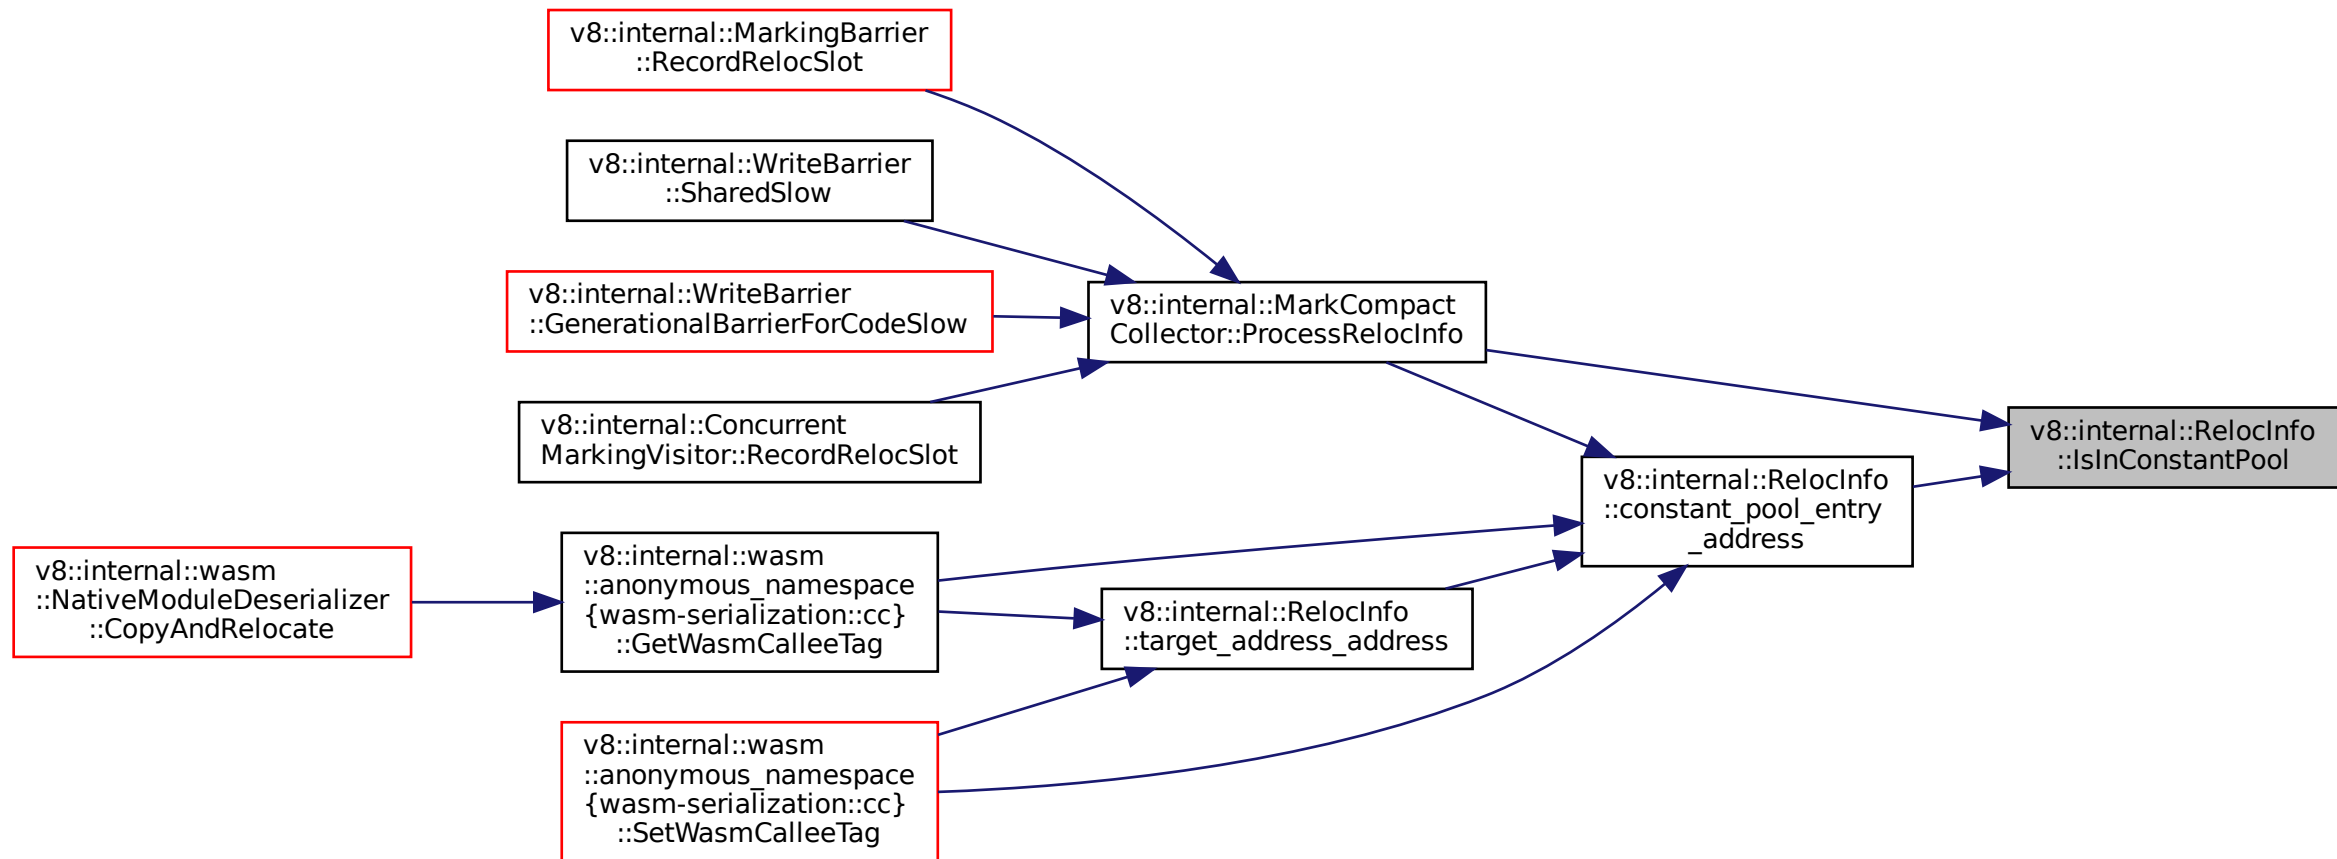 v8::internal::MarkingBarrier
::RecordRelocSlot
v8::internal::WriteBarrier
::SharedSlow
v8::internal::WriteBarrier
::GenerationalBarrierForCodeSlow
v8::internal::MarkCompact
Collector::ProcessRelocInfo
v8::internal::Concurrent
MarkingVisitor::RecordRelocSlot
v8::internal::RelocInfo
::IsInConstantPool
v8::internal::RelocInfo
::constant_pool_entry
_address
v8::internal::wasm
::NativeModuleDeserializer
::CopyAndRelocate
v8::internal::wasm
::anonymous_namespace
{wasm-serialization::cc}
::GetWasmCalleeTag
v8::internal::RelocInfo
::target_address_address
v8::internal::wasm
::anonymous_namespace
{wasm-serialization::cc}
::SetWasmCalleeTag